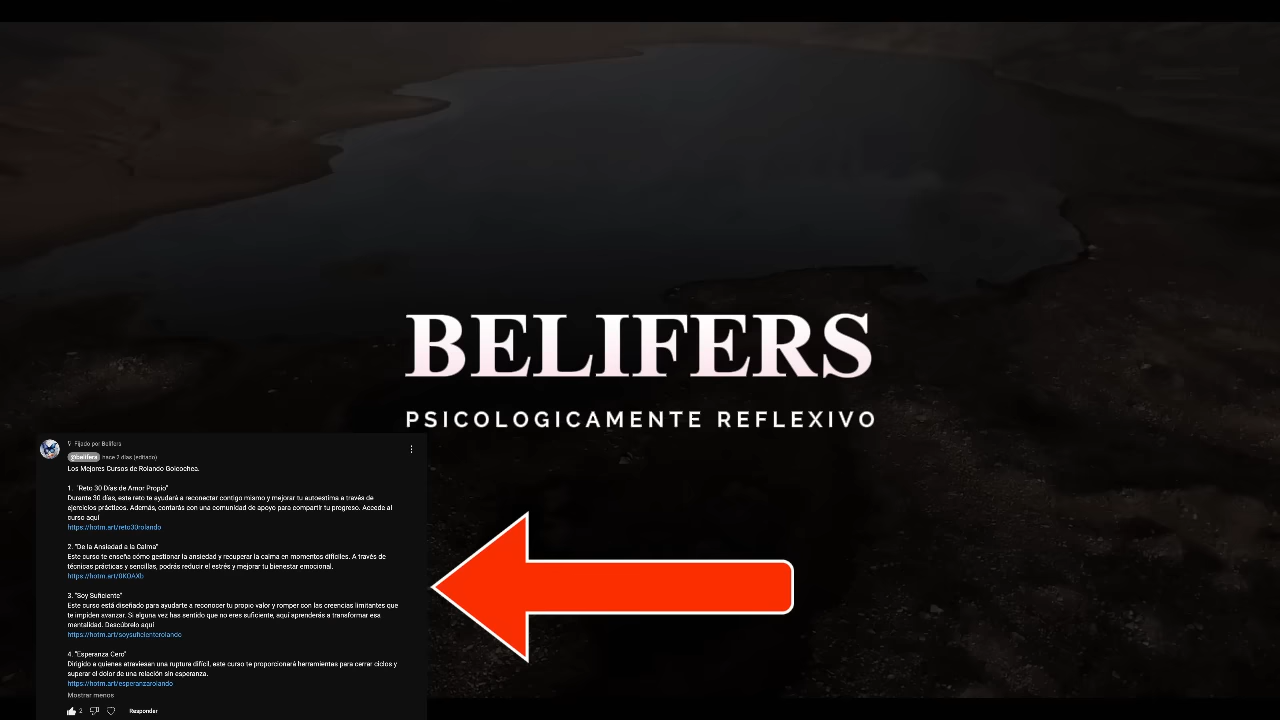 BELIFERS
PSICOLOGICAMENTE REFLEXIVO
Fijado por Belifers
@belifers hace 2 días (editado)
Los Mejores Cursos de Rolando Goicochea.
1. "Reto 30 Días de Amor Propio"
Durante 30 días, este reto te ayudará a reconectar contigo mismo y mejorar tu autoestima a través de
ejercicios prácticos. Además, contarás con una comunidad de apoyo para compartir tu progreso. Accede al
curso aquí
https://hotm.art/reto30rolando
2. "De la Ansiedad a la Calma"
Este curso te enseña cómo gestionar la ansiedad y recuperar la calma en momentos difíciles. A través de
técnicas prácticas y sencillas, podrás reducir el estrés y mejorar tu bienestar emocional.
https://hotm.art/0KOAXb
3. "Soy Suficiente"
Este curso está diseñado para ayudarte a reconocer tu propio valor y romper con las creencias limitantes que
te impiden avanzar. Si alguna vez has sentido que no eres suficiente, aquí aprenderás a transformar esa
mentalidad. Descúbrelo aquí
https://hotm.art/soysuficienterolando
4. "Esperanza Cero"
Dirigido a quienes atraviesan una ruptura difícil, este curso te proporcionará herramientas para cerrar ciclos y
superar el dolor de una relación sin esperanza.
https://hotm.art/esperanzarolando
Mostrar menos
2 Responder